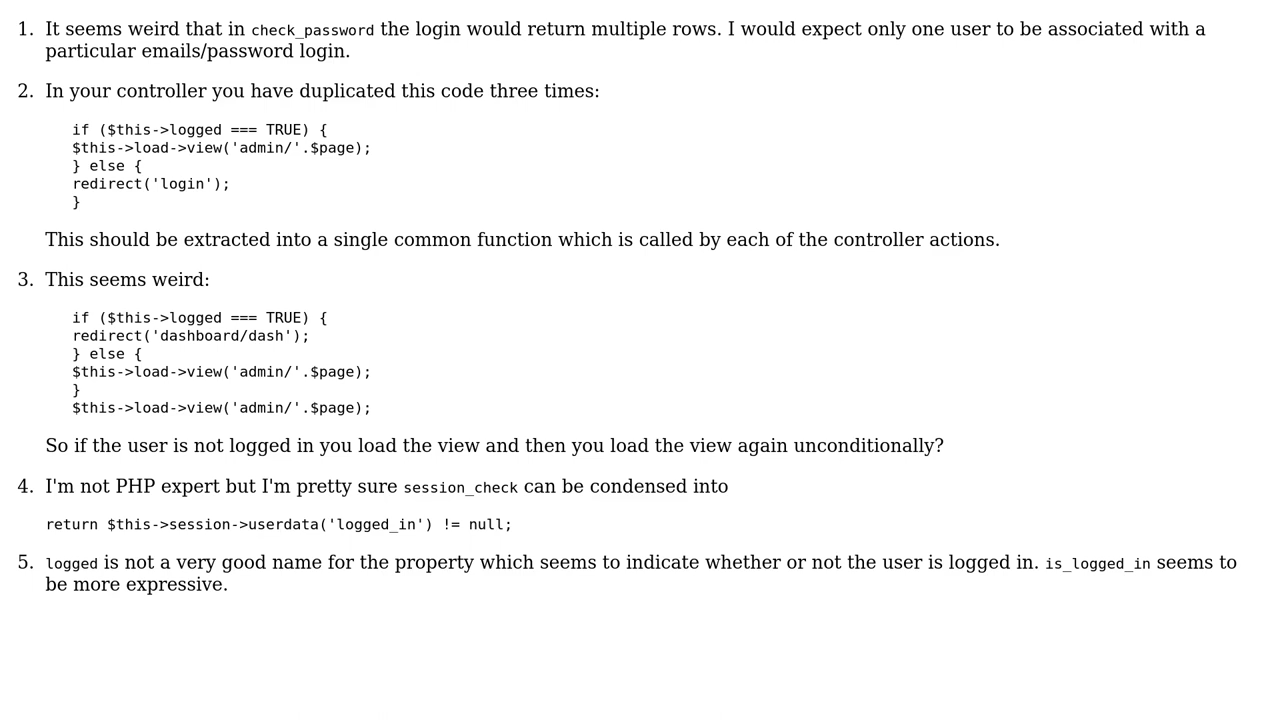 1. It seems weird that in check_password the login would return multiple rows. I would expect only one user to be associated with a
particular emails/password login.
2. In your controller you have duplicated this code three times:
if ($this->logged === TRUE) {
$this->load->view('admin/'.$page);
} else {
redirect('login');
}
This should be extracted into a single common function which is called by each of the controller actions.
3. This seems weird:
if ($this->logged === TRUE) {
redirect('dashboard/dash');
} else {
$this->load->view('admin/'.$page);
}
$this->load->view('admin/'.$page);
So if the user is not logged in you load the view and then you load the view again unconditionally?
4. I'm not PHP expert but I'm pretty sure session_check can be condensed into
return $this->session->userdata('logged_in') != null;
5. logged is not a very good name for the property which seems to indicate whether or not the user is logged in. is_logged_in seems to
be more expressive.